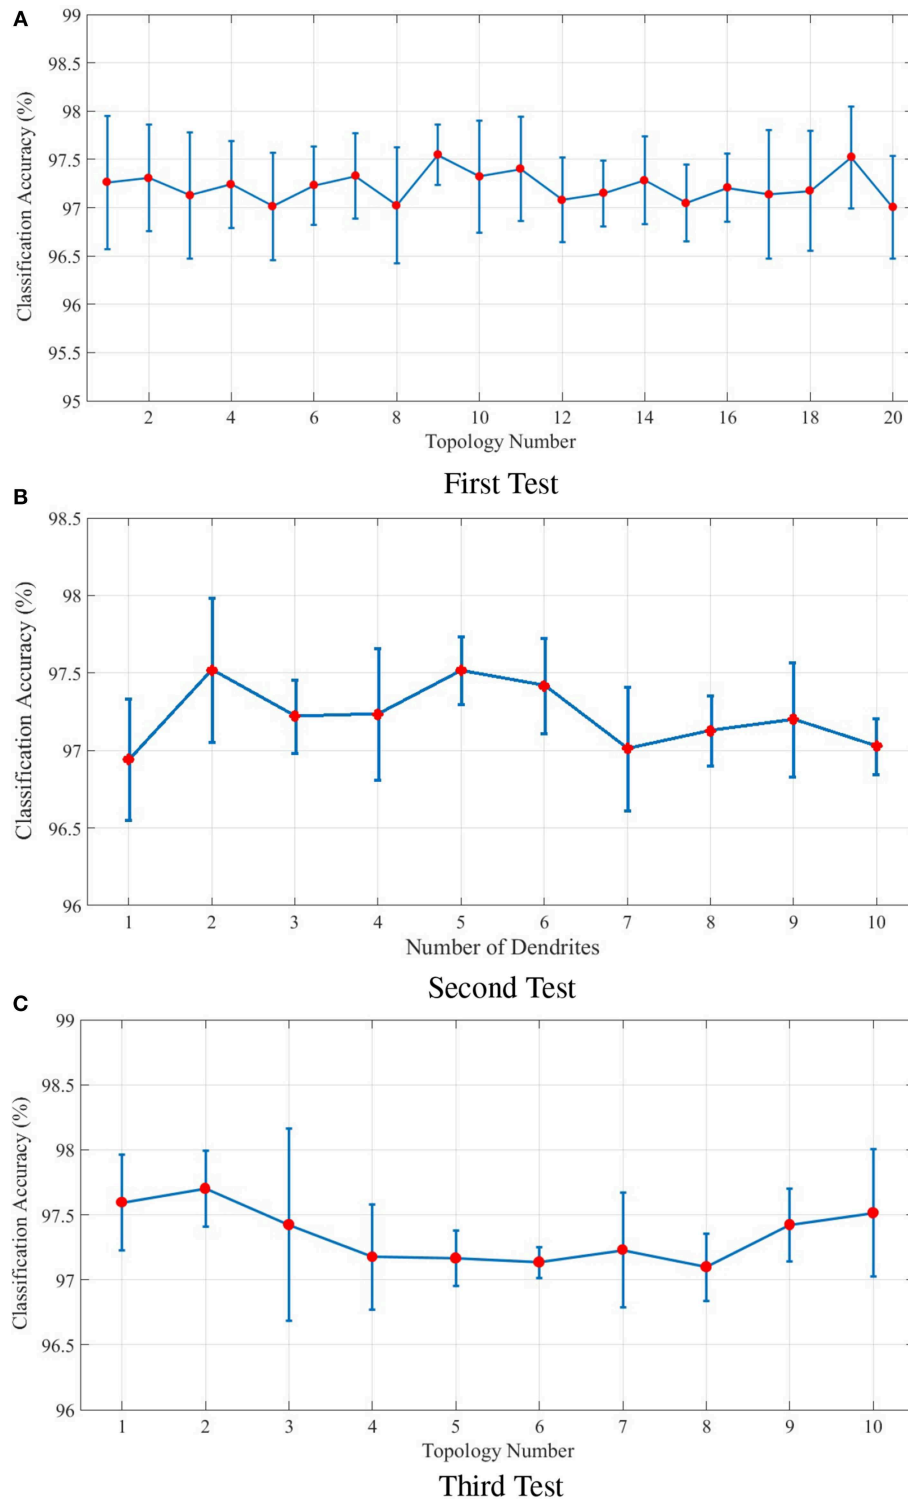 A
99
98.5
98
97.5
97
96.5
96
95.5
95
Classification Accuracy (%)
2 4 6 8 10 12 14 16 18 20
Topology Number
First Test
B
98.5
98
97.5
97
96.5
96
Classification Accuracy (%)
1 2 3 4 5 6 7 8 9 10
Number of Dendrites
Second Test
C
99
98.5
98
97.5
97
96.5
96
Classification Accuracy (%)
1 2 3 4 5 6 7 8 9 10
Topology Number
Third Test